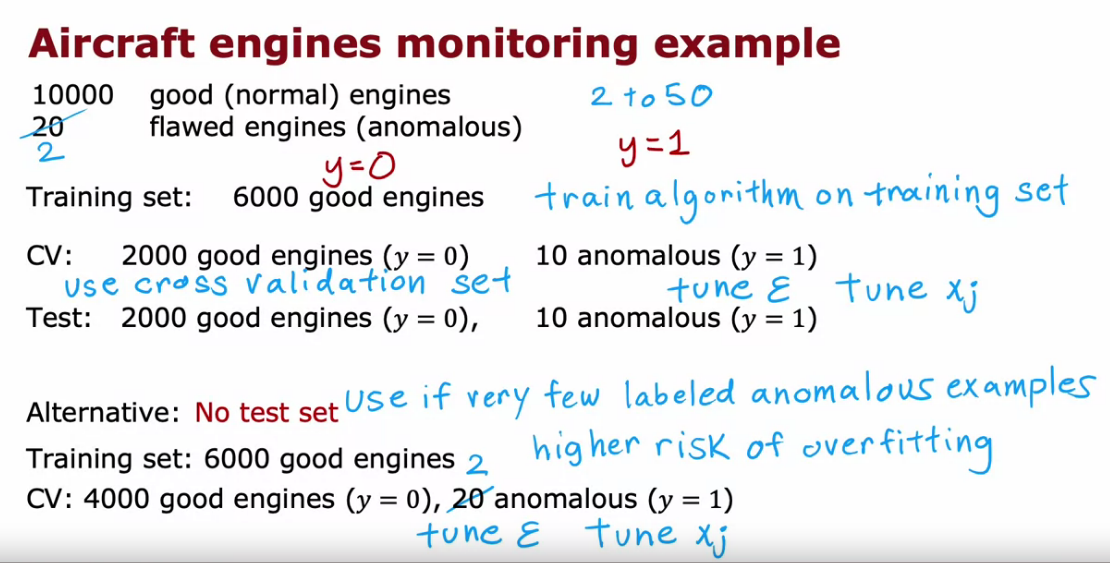 Aircraft engines monitoring example
10000 good (normal) engines 2 to 50
20 flawed engines (anomalous) y=1
2 y=0
Training set: 6000 good engines train algorithm on training set
CV: 2000 good engines (y = 0) 10 anomalous (y = 1)
use cross validation set tune ε tune xj
Test: 2000 good engines (y = 0), 10 anomalous (y = 1)
Alternative: No test set use if very few labeled anomalous examples
higher risk of overfitting
Training set: 6000 good engines 2
CV: 4000 good engines (y = 0), 20 anomalous (y = 1)
tune ε tune xj